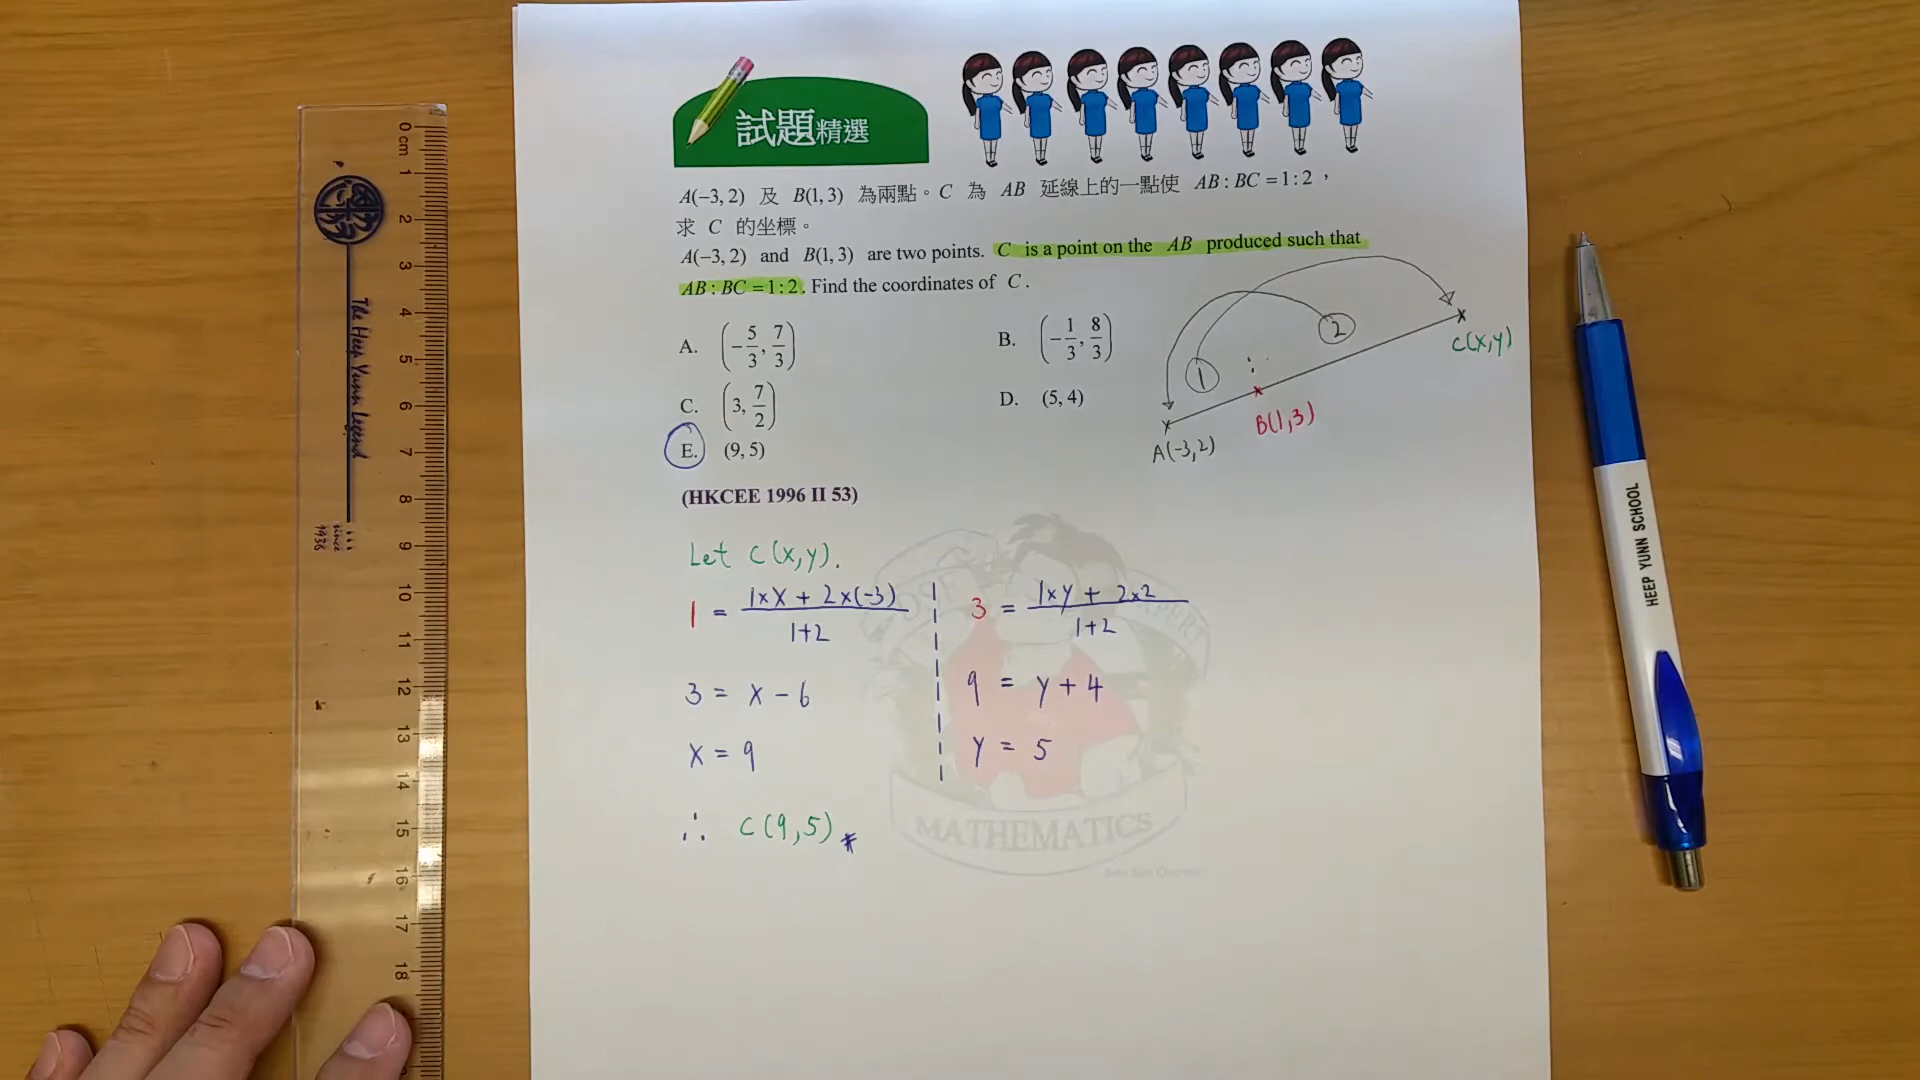 試題精選
A(−3, 2) 及 B(1, 3) 為兩點。C 為 AB 延線上的一點使 AB : BC = 1 : 2，
求 C 的坐標。
A(−3, 2) and B(1, 3) are two points. C is a point on the AB produced such that
AB : BC = 1 : 2. Find the coordinates of C.
A. (−5/3, 7/3)
B. (−1/3, 8/3)
C. (3, 7/2)
D. (5, 4)
E. (9, 5)
(HKCEE 1996 II 53)
1
2
C(x,y)
B(1,3)
A(-3,2)
Let C(x,y).
1 = (1×x + 2×(-3))/(1+2)
3 = x - 6
x = 9
3 = (1×y + 2×2)/(1+2)
9 = y + 4
y = 5
∴ C(9,5)
MATHEMATICS
0 cm 1 2 3 4 5 6 7 8 9 10 11 12 13 14 15 16 17 18
The Heep Yunn Legend
since 1936
HEEP YUNN SCHOOL